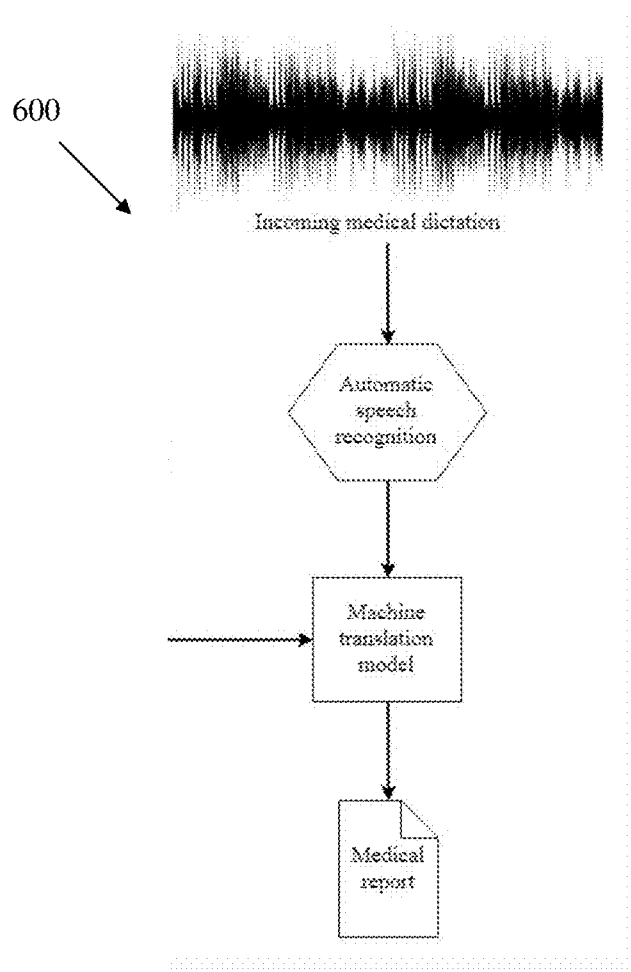 600
Incoming medical dictation
Automatic
speech
recognition
Machine
translation
model
Medical
report